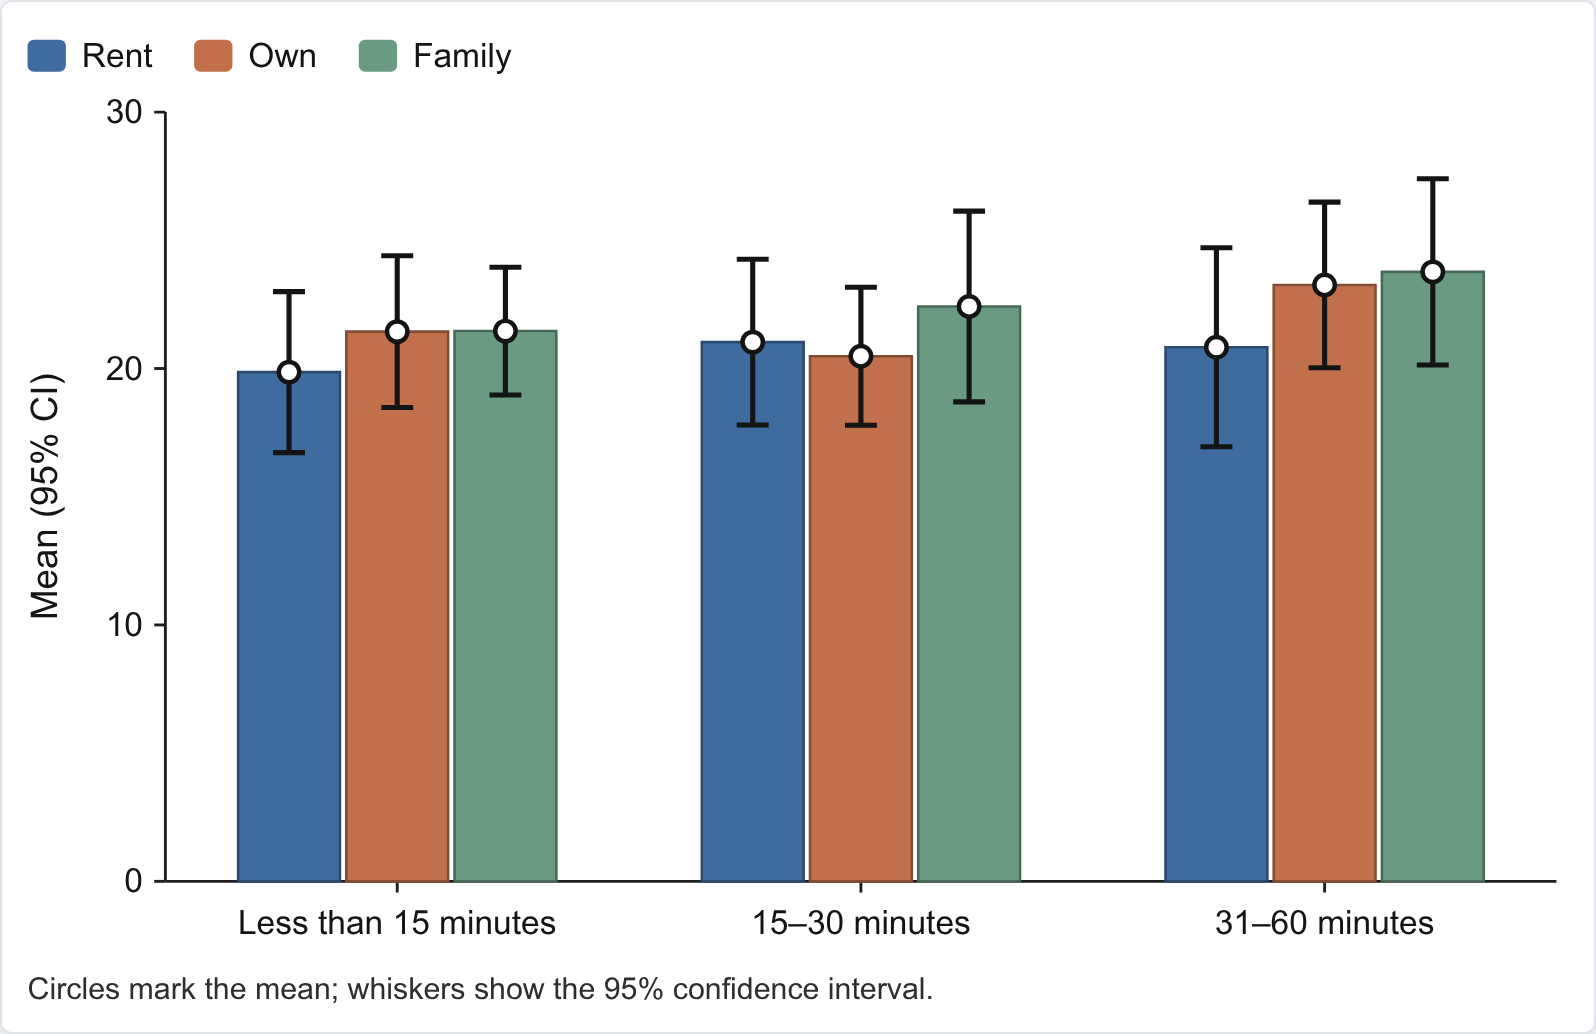 Rent Own Family
30
20
10
0
Mean (95% CI)
Less than 15 minutes 15–30 minutes 31–60 minutes
Circles mark the mean; whiskers show the 95% confidence interval.